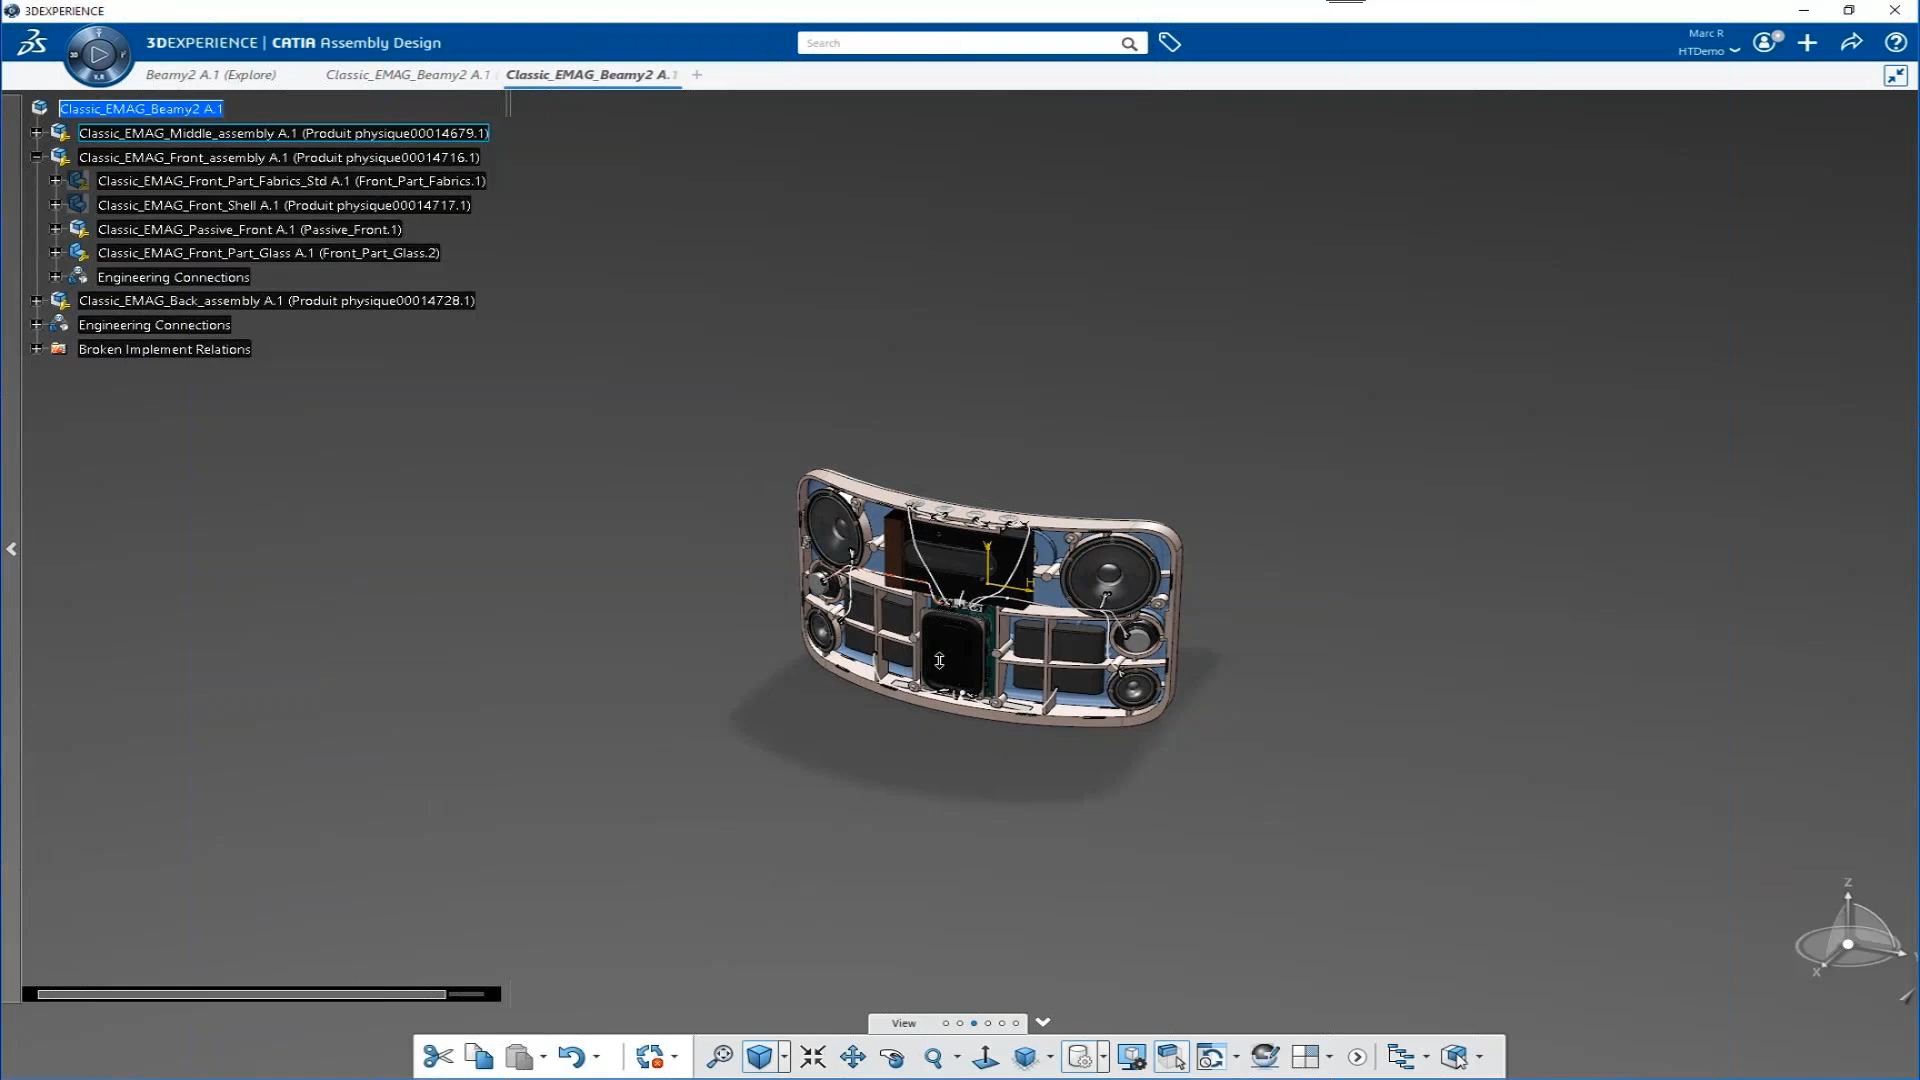 3DEXPERIENCE
3DEXPERIENCE | CATIA Assembly Design
Search
Marc R
HTDemo
Beamy2 A.1 (Explore)
Classic_EMAG_Beamy2 A.1
Classic_EMAG_Beamy2 A.1
Classic_EMAG_Beamy2 A.1
Classic_EMAG_Middle_assembly A.1 (Produit physique00014679.1)
Classic_EMAG_Front_assembly A.1 (Produit physique00014716.1)
Classic_EMAG_Front_Part_Fabrics_Std A.1 (Front_Part_Fabrics.1)
Classic_EMAG_Front_Shell A.1 (Produit physique00014717.1)
Classic_EMAG_Passive_Front A.1 (Passive_Front.1)
Classic_EMAG_Front_Part_Glass A.1 (Front_Part_Glass.2)
Engineering Connections
Classic_EMAG_Back_assembly A.1 (Produit physique00014728.1)
Engineering Connections
Broken Implement Relations
Z
X
View